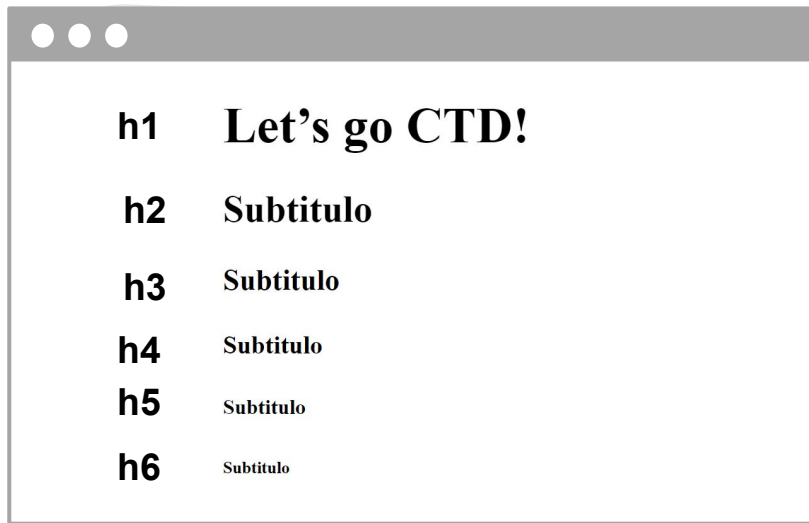 h1 Let’s go CTD!
h2 Subtitulo
h3 Subtitulo
h4 Subtitulo
h5 Subtitulo
h6 Subtitulo